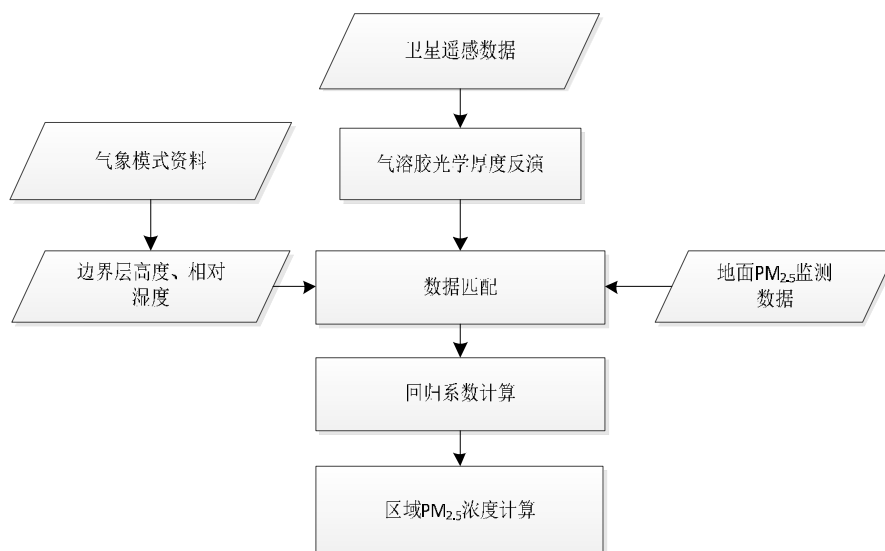 卫星遥感数据
气象模式资料
气溶胶光学厚度反演
边界层高度、相对
湿度
数据匹配
地面PM2.5监测
数据
回归系数计算
区域PM2.5浓度计算